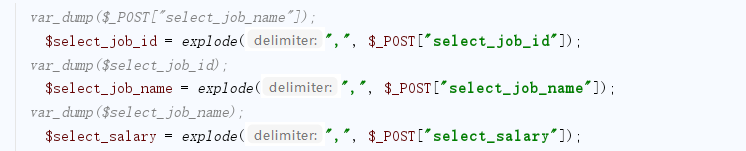 var_dump($_POST["select_job_name"]);
$select_job_id = explode( delimiter: ",", $_POST["select_job_id"]);
var_dump($select_job_id);
$select_job_name = explode( delimiter: ",", $_POST["select_job_name"]);
var_dump($select_job_name);
$select_salary = explode( delimiter: ",", $_POST["select_salary"]);